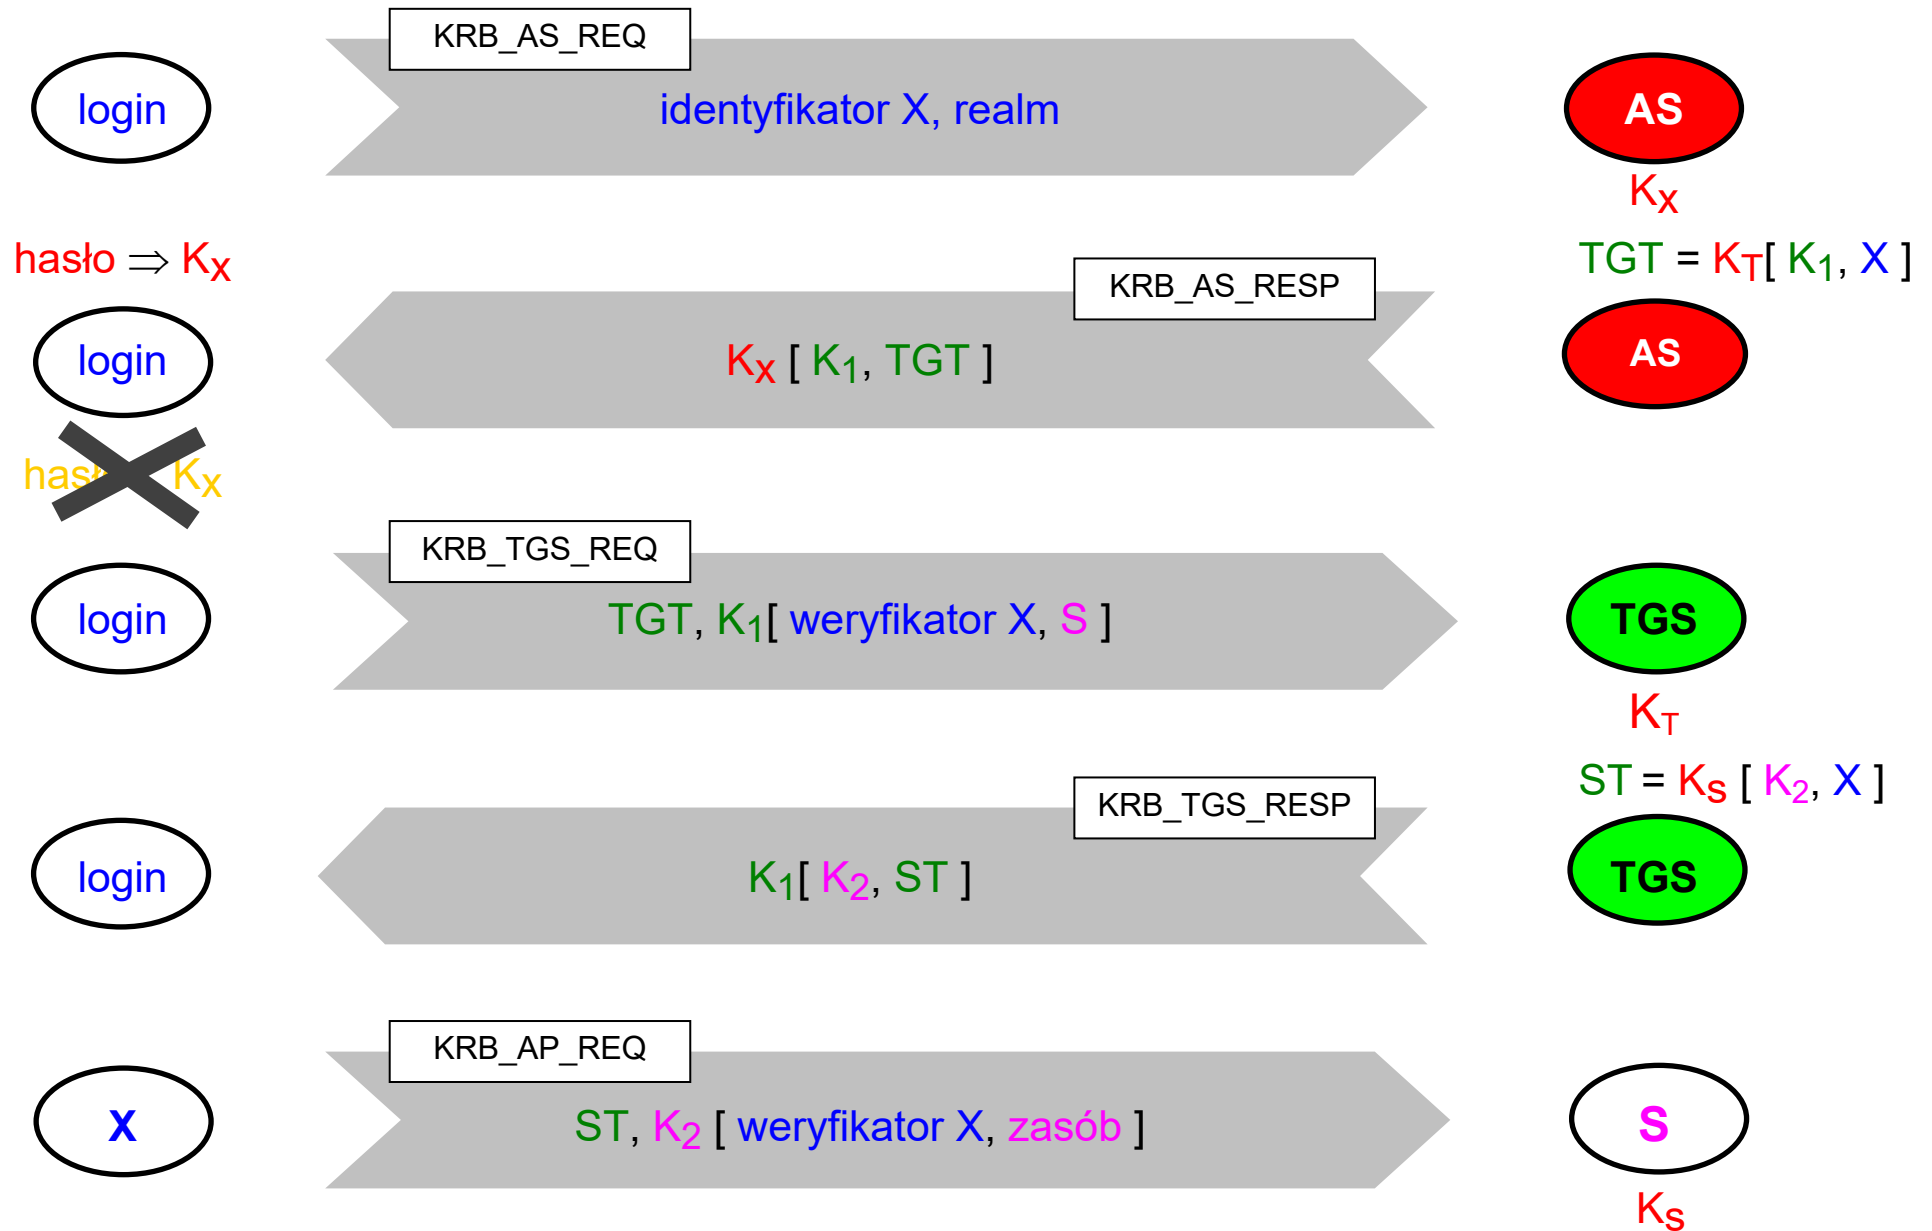 KRB_AS_REQ
login
identyfikator X, realm
AS
KX
hasło ⇒ KX
TGT = KT[ K1, X ]
KRB_AS_RESP
login
KX [ K1, TGT ]
AS
KX
KRB_TGS_REQ
login
TGT, K1[ weryfikator X, S ]
TGS
KT
ST = KS [ K2, X ]
KRB_TGS_RESP
login
K1[ K2, ST ]
TGS
KRB_AP_REQ
X
ST, K2 [ weryfikator X, zasób ]
S
KS